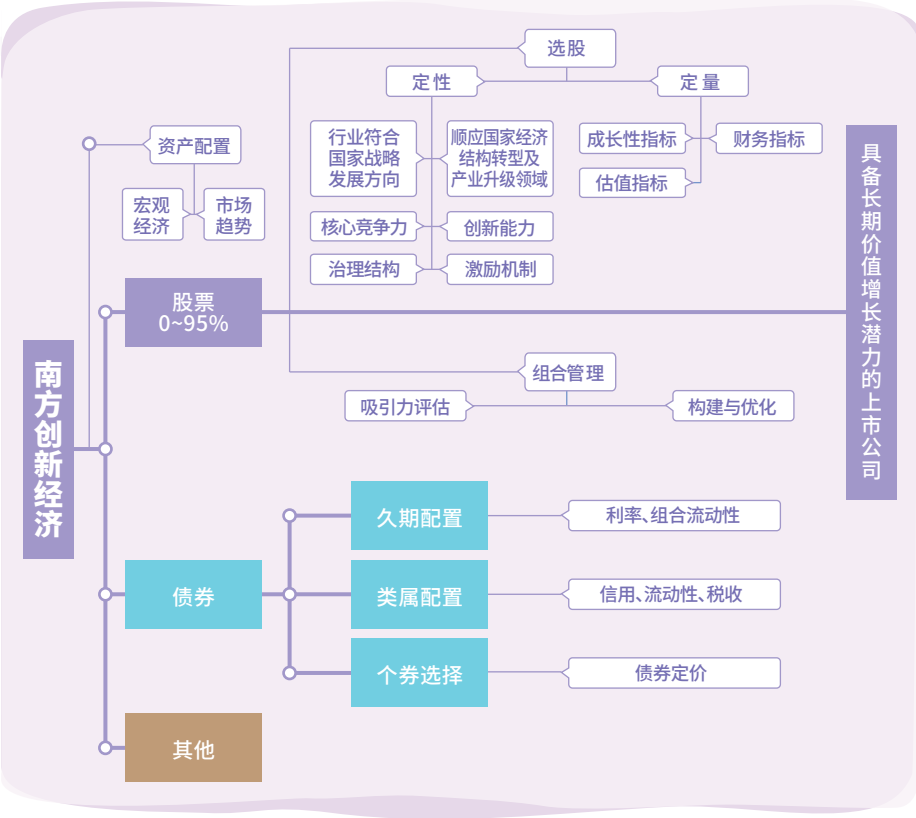 南方创新经济
资产配置
宏观
经济
市场
趋势
股票
0~95%
选股
定性
定量
行业符合
国家战略
发展方向
顺应国家经济
结构转型及
产业升级领域
核心竞争力
创新能力
治理结构
激励机制
成长性指标
财务指标
估值指标
组合管理
吸引力评估
构建与优化
具备长期价值增长潜力的上市公司
债券
久期配置
利率、组合流动性
类属配置
信用、流动性、税收
个券选择
债券定价
其他